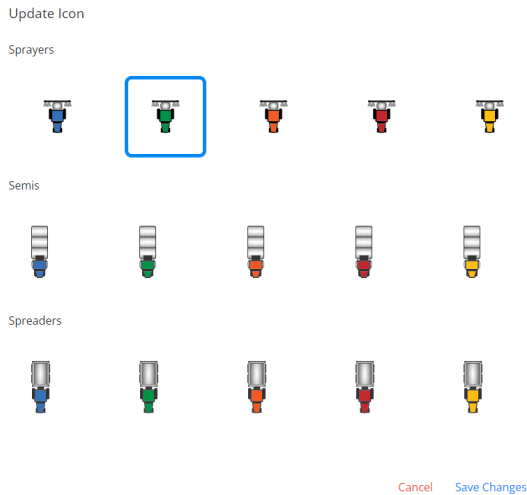 Update Icon
Sprayers
Semis
Spreaders
Cancel Save Changes